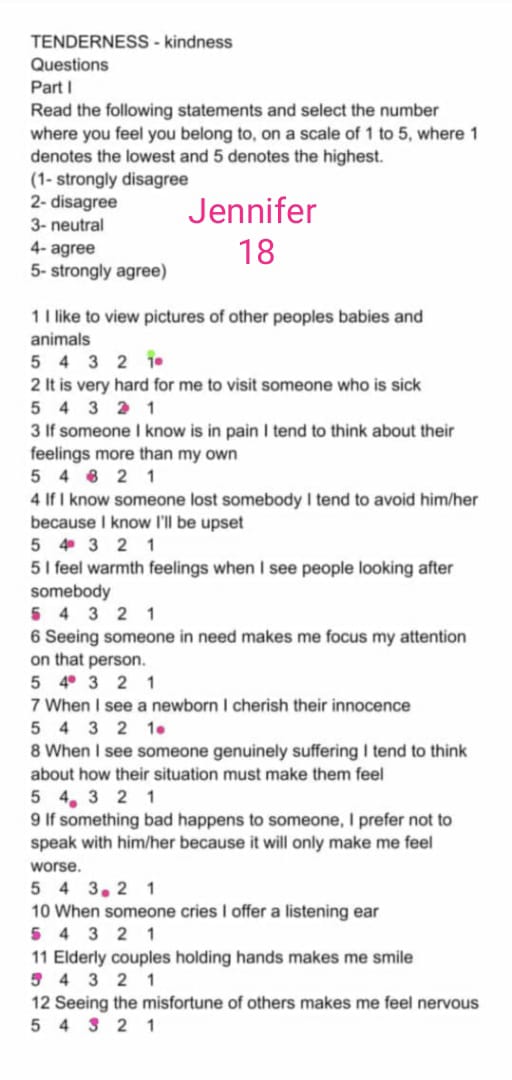 TENDERNESS - kindness
Questions
Part I
Read the following statements and select the number
where you feel you belong to, on a scale of 1 to 5, where 1
denotes the lowest and 5 denotes the highest.
(1- strongly disagree
2- disagree
3- neutral
4- agree
5- strongly agree)
Jennifer
18
1 I like to view pictures of other peoples babies and
animals
5 4 3 2 1
2 It is very hard for me to visit someone who is sick
5 4 3 2 1
3 If someone I know is in pain I tend to think about their
feelings more than my own
5 4 3 2 1
4 If I know someone lost somebody I tend to avoid him/her
because I know I'll be upset
5 4 3 2 1
5 I feel warmth feelings when I see people looking after
somebody
5 4 3 2 1
6 Seeing someone in need makes me focus my attention
on that person.
5 4 3 2 1
7 When I see a newborn I cherish their innocence
5 4 3 2 1
8 When I see someone genuinely suffering I tend to think
about how their situation must make them feel
5 4 3 2 1
9 If something bad happens to someone, I prefer not to
speak with him/her because it will only make me feel
worse.
5 4 3 2 1
10 When someone cries I offer a listening ear
5 4 3 2 1
11 Elderly couples holding hands makes me smile
5 4 3 2 1
12 Seeing the misfortune of others makes me feel nervous
5 4 3 2 1